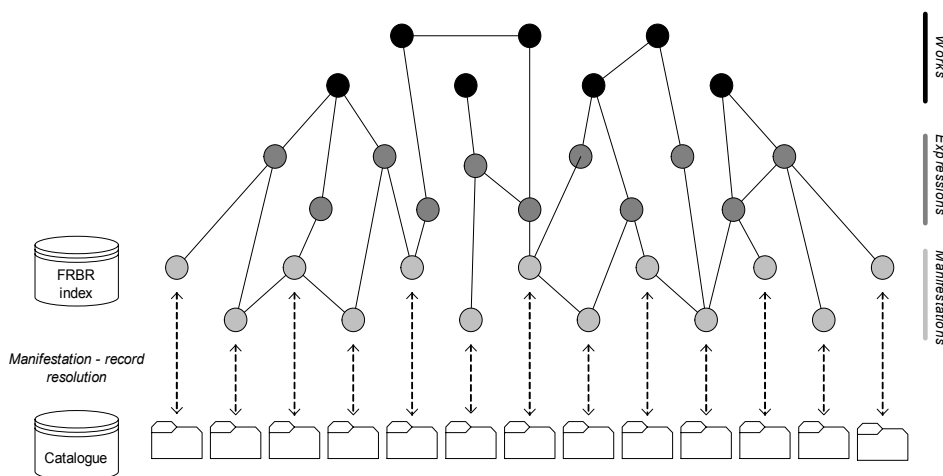 Works
Expressions
Manifestations
FRBR
index
Manifestation - record
resolution
Catalogue